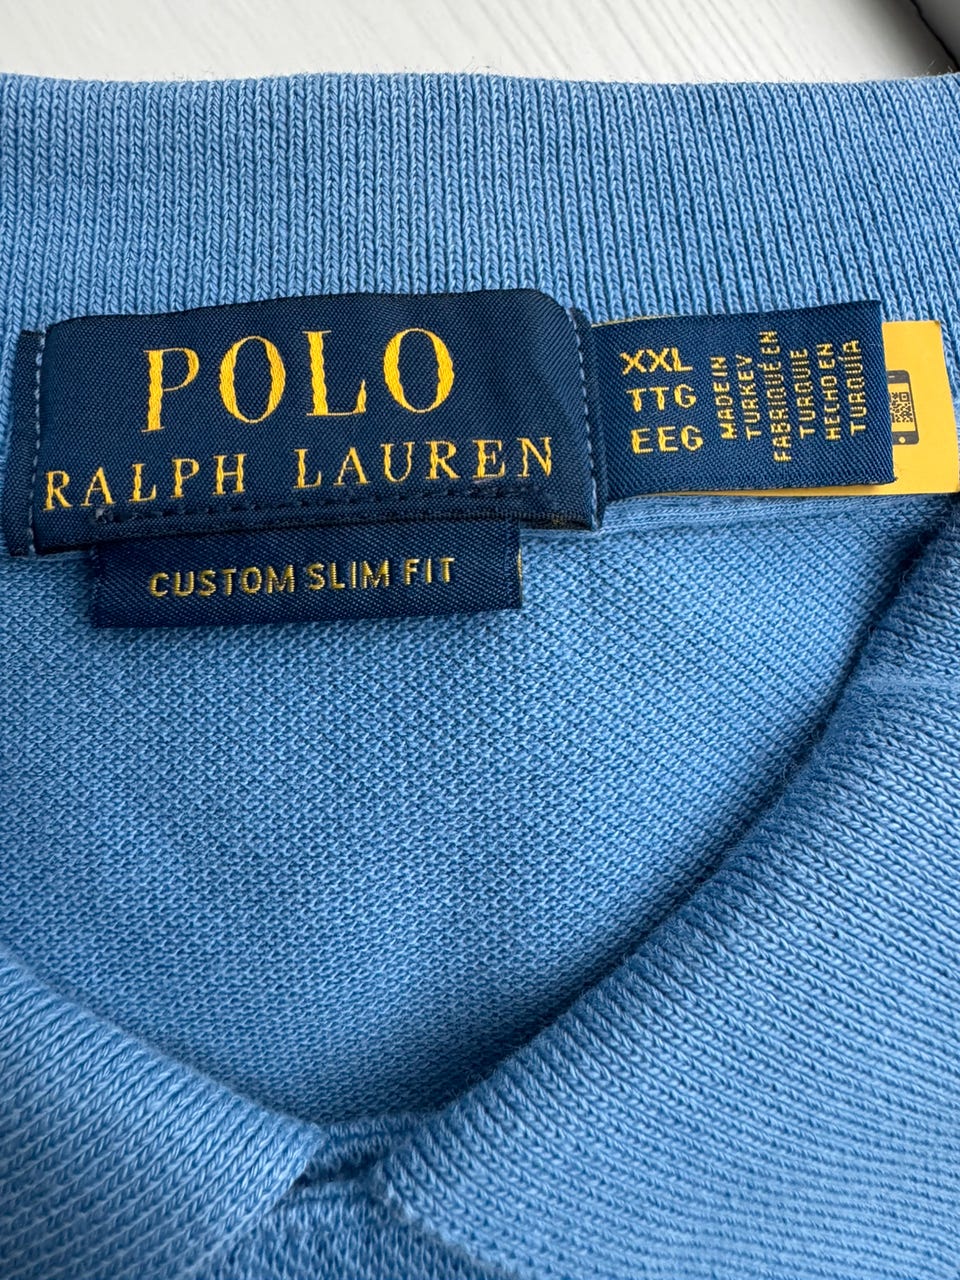 POLO
RALPH LAUREN
CUSTOM SLIM FIT
XXL
TTG
EEG
MADE IN
TURKEY
FABRIQUÉ EN
TURQUIE
HECHO EN
TURQUÍA